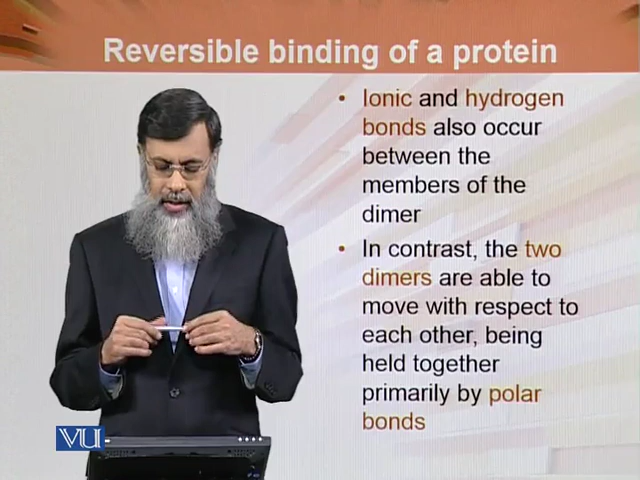 Reversible binding of a protein
• Ionic and hydrogen
bonds also occur
between the
members of the
dimer
• In contrast, the two
dimers are able to
move with respect to
each other, being
held together
primarily by polar
bonds
VU